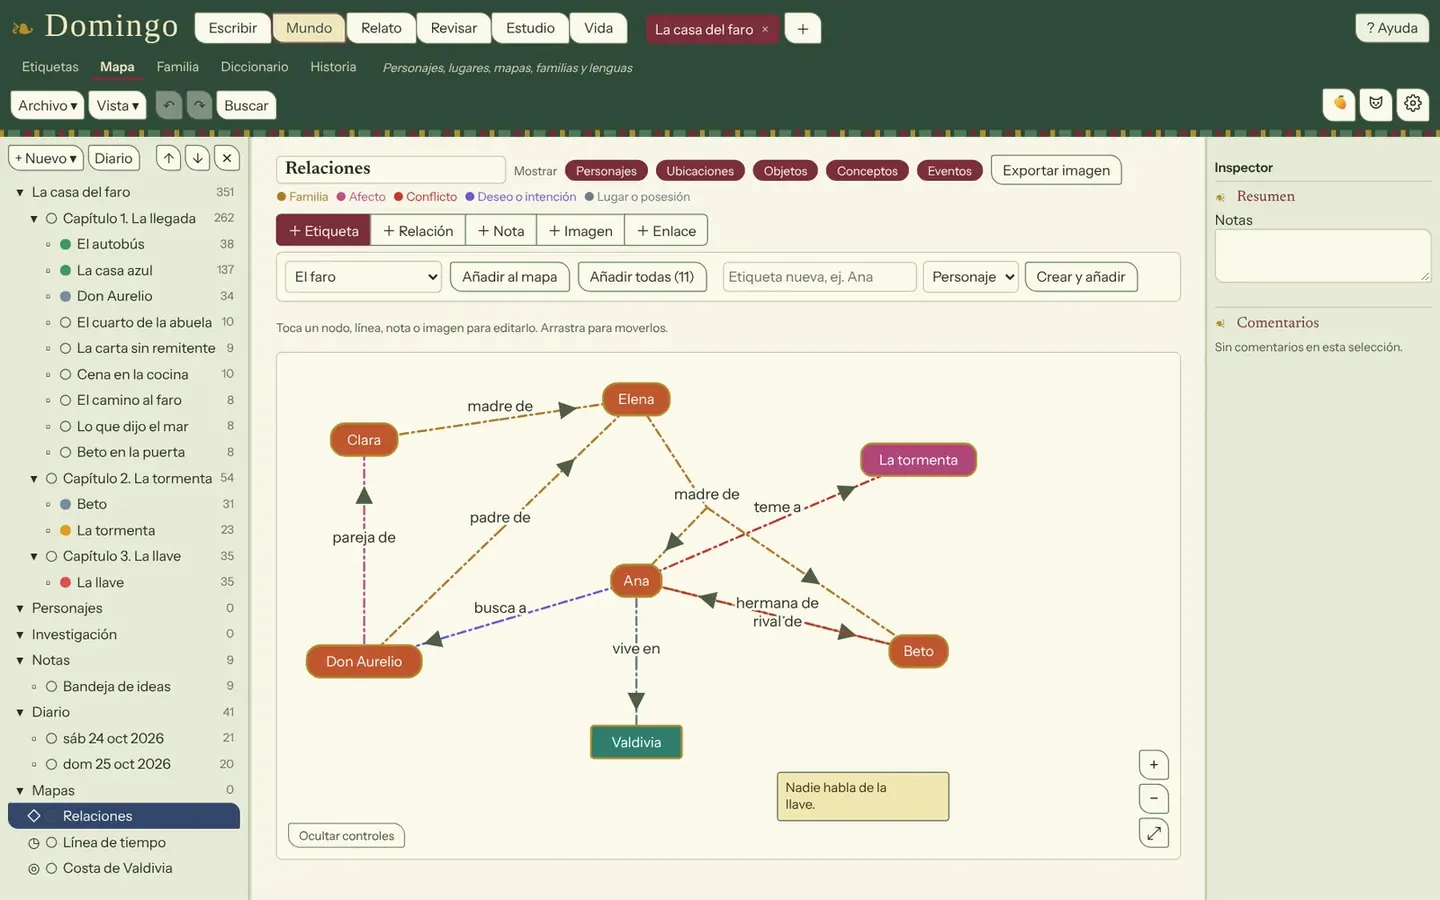 Domingo
Escribir Mundo Relato Revisar Estudio Vida La casa del faro × + ? Ayuda
Etiquetas Mapa Familia Diccionario Historia Personajes, lugares, mapas, familias y lenguas
Archivo ▾ Vista ▾ ↶ ↷ Buscar
+ Nuevo ▾ Diario ↑ ↓ ✕
▼ La casa del faro 351
▼ Capítulo 1. La llegada 262
El autobús 38
La casa azul 137
Don Aurelio 34
El cuarto de la abuela 10
La carta sin remitente 9
Cena en la cocina 10
El camino al faro 8
Lo que dijo el mar 8
Beto en la puerta 8
▼ Capítulo 2. La tormenta 54
Beto 31
La tormenta 23
▼ Capítulo 3. La llave 35
La llave 35
▼ Personajes 0
▼ Investigación 0
▼ Notas 9
Bandeja de ideas 9
▼ Diario 41
sáb 24 oct 2026 21
dom 25 oct 2026 20
▼ Mapas 0
Relaciones
Línea de tiempo
Costa de Valdivia
Relaciones Mostrar Personajes Ubicaciones Objetos Conceptos Eventos Exportar imagen
Familia Afecto Conflicto Deseo o intención Lugar o posesión
+ Etiqueta + Relación + Nota + Imagen + Enlace
El faro Añadir al mapa Añadir todas (11) Etiqueta nueva, ej. Ana Personaje Crear y añadir
Toca un nodo, línea, nota o imagen para editarlo. Arrastra para moverlos.
Elena
madre de
Clara
La tormenta
madre de
teme a
padre de
pareja de
Ana
hermana de
busca a
rival de
vive en
Beto
Don Aurelio
Valdivia
Nadie habla de la
llave.
+
−
Ocultar controles
Inspector
Resumen
Notas
Comentarios
Sin comentarios en esta selección.